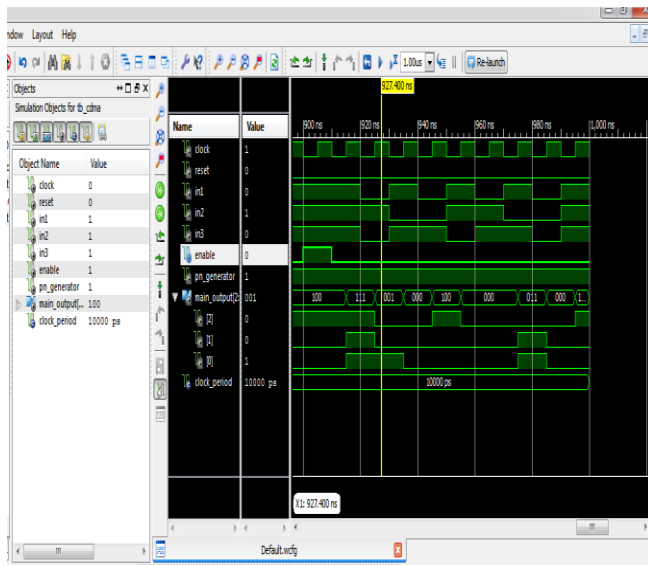 ndow Layout Help
1.00us Re-launch
Objects
Simulation Objects for tb_cdma
Object Name Value
clock 0
reset 0
in1 1
in2 1
in3 0
enable 1
pn_generator 1
main_output[... 100
clock_period 10000 ps
927.400 ns
Name Value
900 ns 920 ns 940 ns 960 ns 980 ns 1,000 ns
clock 1
reset 0
in1 0
in2 1
in3 0
enable 0
pn_generator 1
main_output[2: 001 100 111 001 000 100 000 011 000 1...
[2] 0
[1] 0
[0] 1
clock_period 10000 ps 10000 ps
X1: 927.400 ns
Default.wcfg